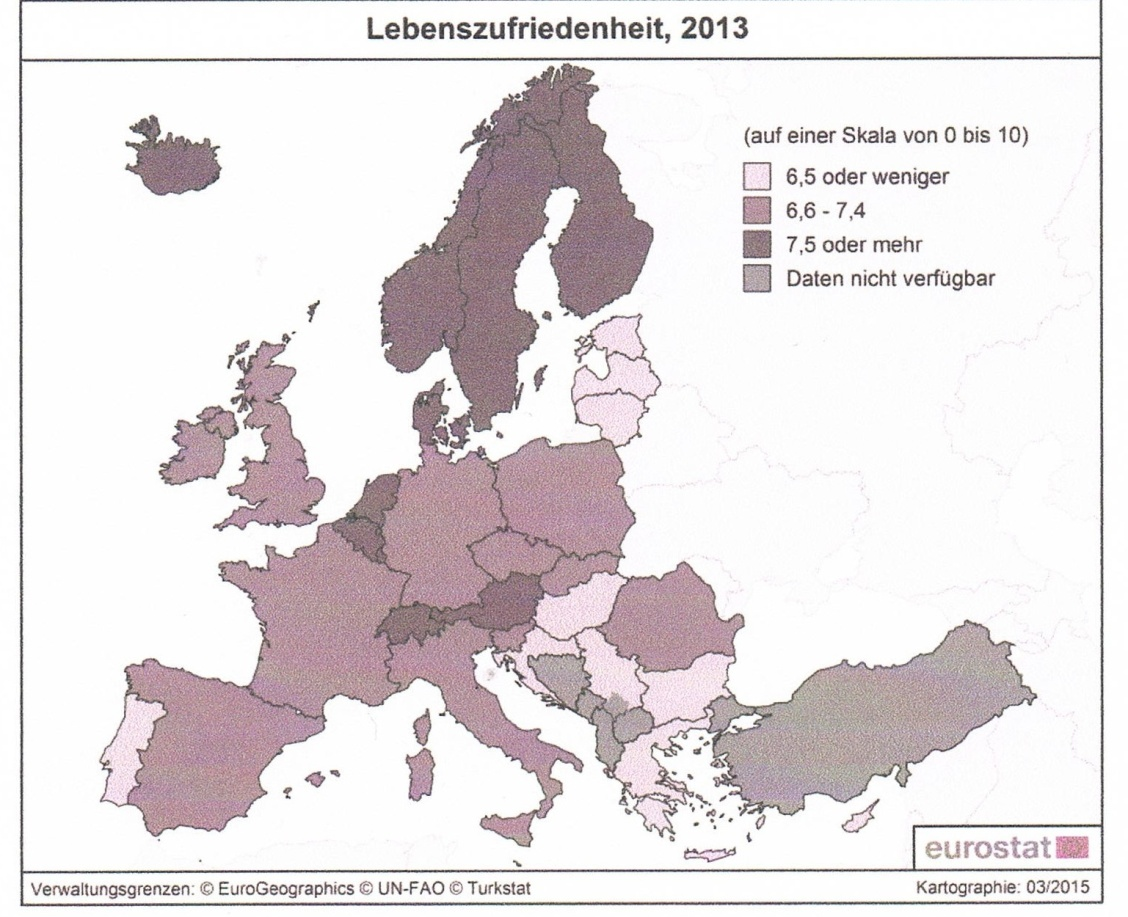 Lebenszufriedenheit, 2013
(auf einer Skala von 0 bis 10)
6,5 oder weniger
6,6 - 7,4
7,5 oder mehr
Daten nicht verfügbar
eurostat
Verwaltungsgrenzen: © EuroGeographics © UN-FAO © Turkstat
Kartographie: 03/2015